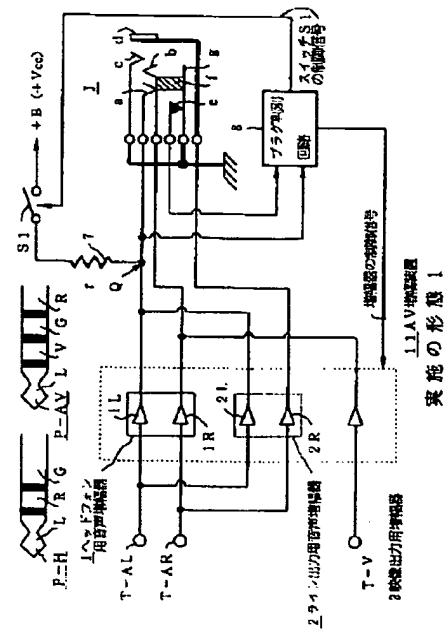 P-H
L R G
P-AV
L V G R
S1
+B (+Vcc)
r
7
Q
1
a
b
c
d
e
f
g
スイッチS1
の制御信号
8
プラグ判別
回路
増幅器の制御信号
1ヘッドフォン
用音声増幅器
1L
1R
2L
2R
T-AL
T-AR
T-V
2ライン出力用音声増幅器
3映像出力用増幅器
11AV増幅装置
実施の形態 1